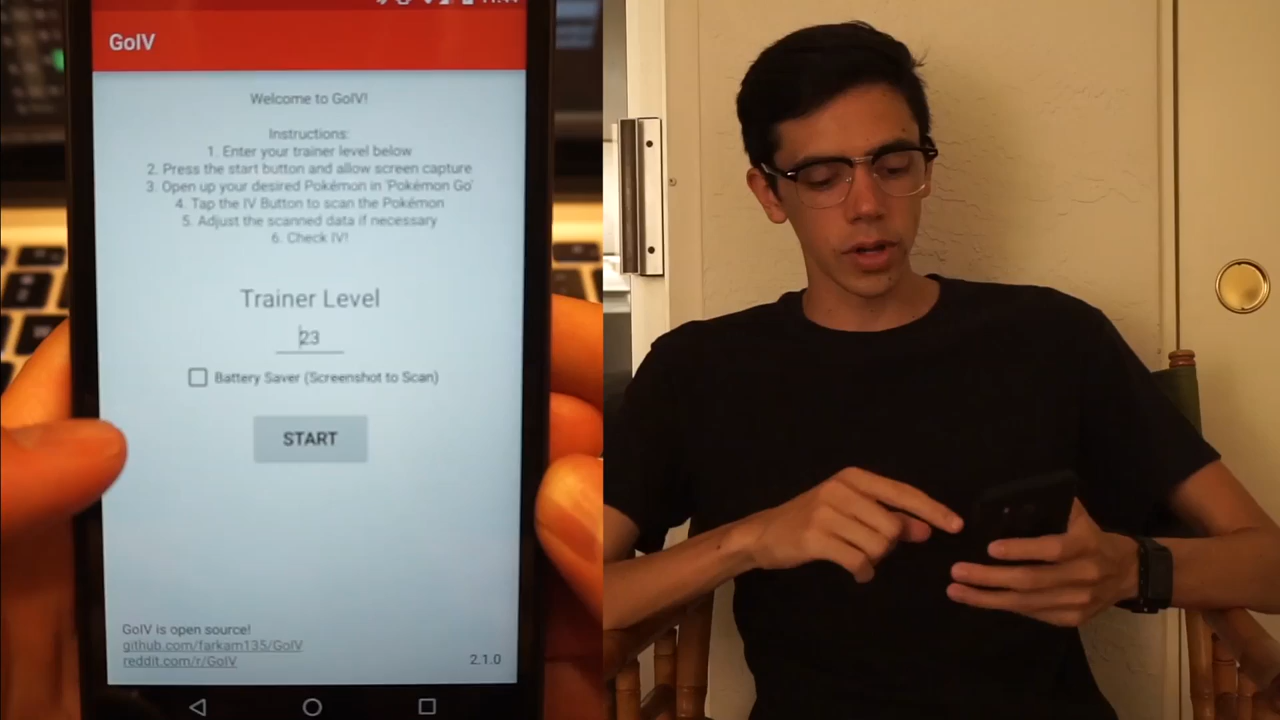 GoIV
Welcome to GoIV!
Instructions:
1. Enter your trainer level below
2. Press the start button and allow screen capture
3. Open up your desired Pokémon in 'Pokémon Go'
4. Tap the IV Button to scan the Pokémon
5. Adjust the scanned data if necessary
6. Check IV!
Trainer Level
23
Battery Saver (Screenshot to Scan)
START
GoIV is open source!
github.com/farkam135/GoIV
reddit.com/r/GoIV
2.1.0